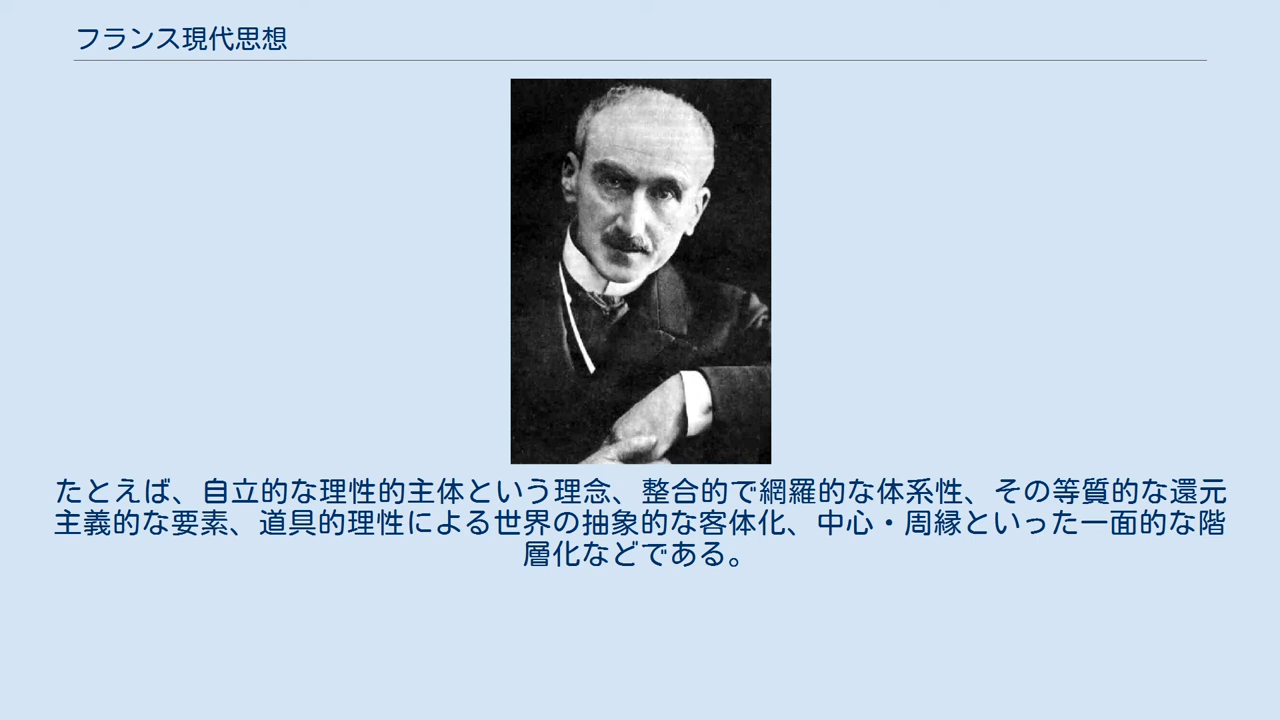 フランス現代思想
たとえば、自立的な理性的主体という理念、整合的で網羅的な体系性、その等質的な還元
主義的な要素、道具的理性による世界の抽象的な客体化、中心・周縁といった一面的な階
層化などである。